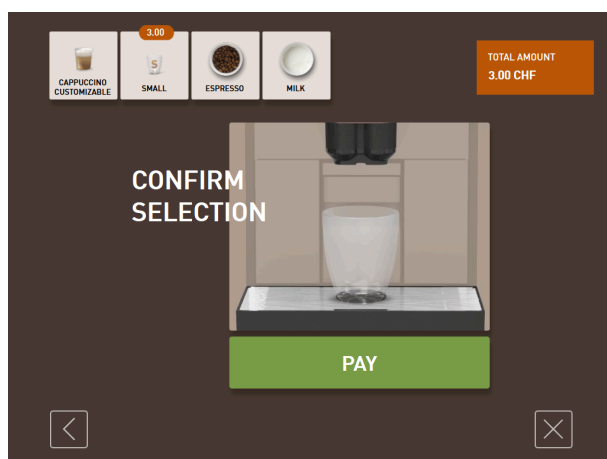 3.00
CAPPUCCINO
CUSTOMIZABLE
S
SMALL
ESPRESSO
MILK
TOTAL AMOUNT
3.00 CHF
CONFIRM
SELECTION
PAY